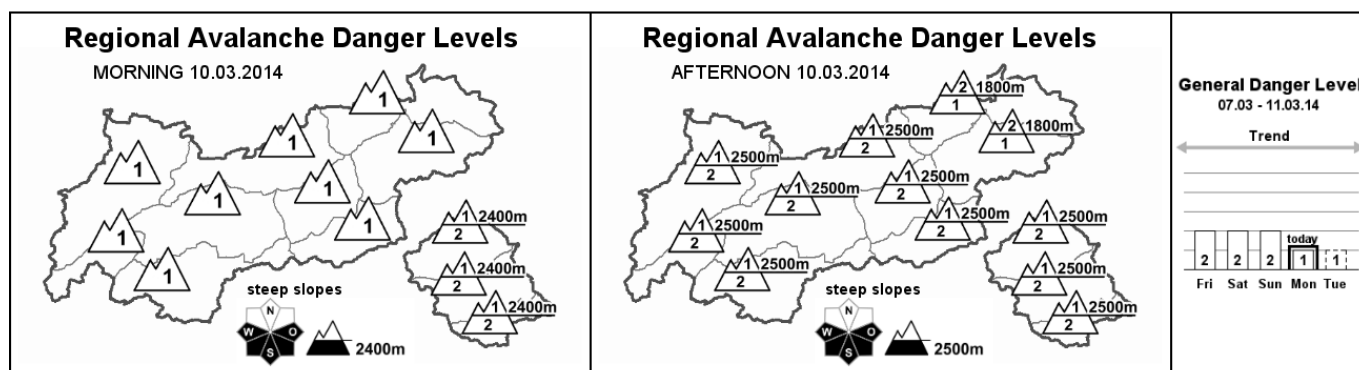 Regional Avalanche Danger Levels
MORNING 10.03.2014
1
1
1
1
1
1
1
1
1
1 2400m
2
1 2400m
2
1 2400m
2
steep slopes
N
W O
S
2400m
Regional Avalanche Danger Levels
AFTERNOON 10.03.2014
2 1800m
1
2 1800m
1
1 2500m
2
1 2500m
2
1 2500m
2
1 2500m
2
1 2500m
2
1 2500m
2
1 2500m
2
1 2500m
2
1 2500m
2
1 2500m
2
steep slopes
N
W O
S
2500m
General Danger Level
07.03 - 11.03.14
Trend
today
2 2 2 1 1
Fri Sat Sun Mon Tue